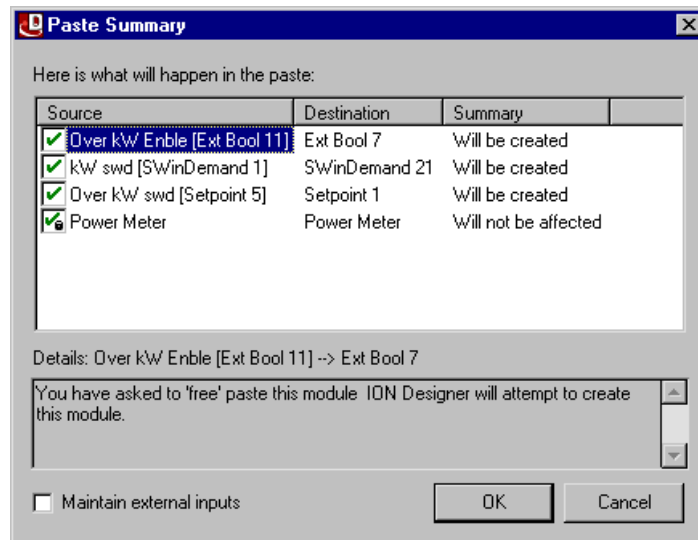 Paste Summary
Here is what will happen in the paste:
Source Destination Summary
Over kW Enble [Ext Bool 11] Ext Bool 7 Will be created
kW swd [SWinDemand 1] SWinDemand 21 Will be created
Over kW swd [Setpoint 5] Setpoint 1 Will be created
Power Meter Power Meter Will not be affected
Details: Over kW Enble [Ext Bool 11] --> Ext Bool 7
You have asked to 'free' paste this module ION Designer will attempt to create
this module.
Maintain external inputs
OK Cancel